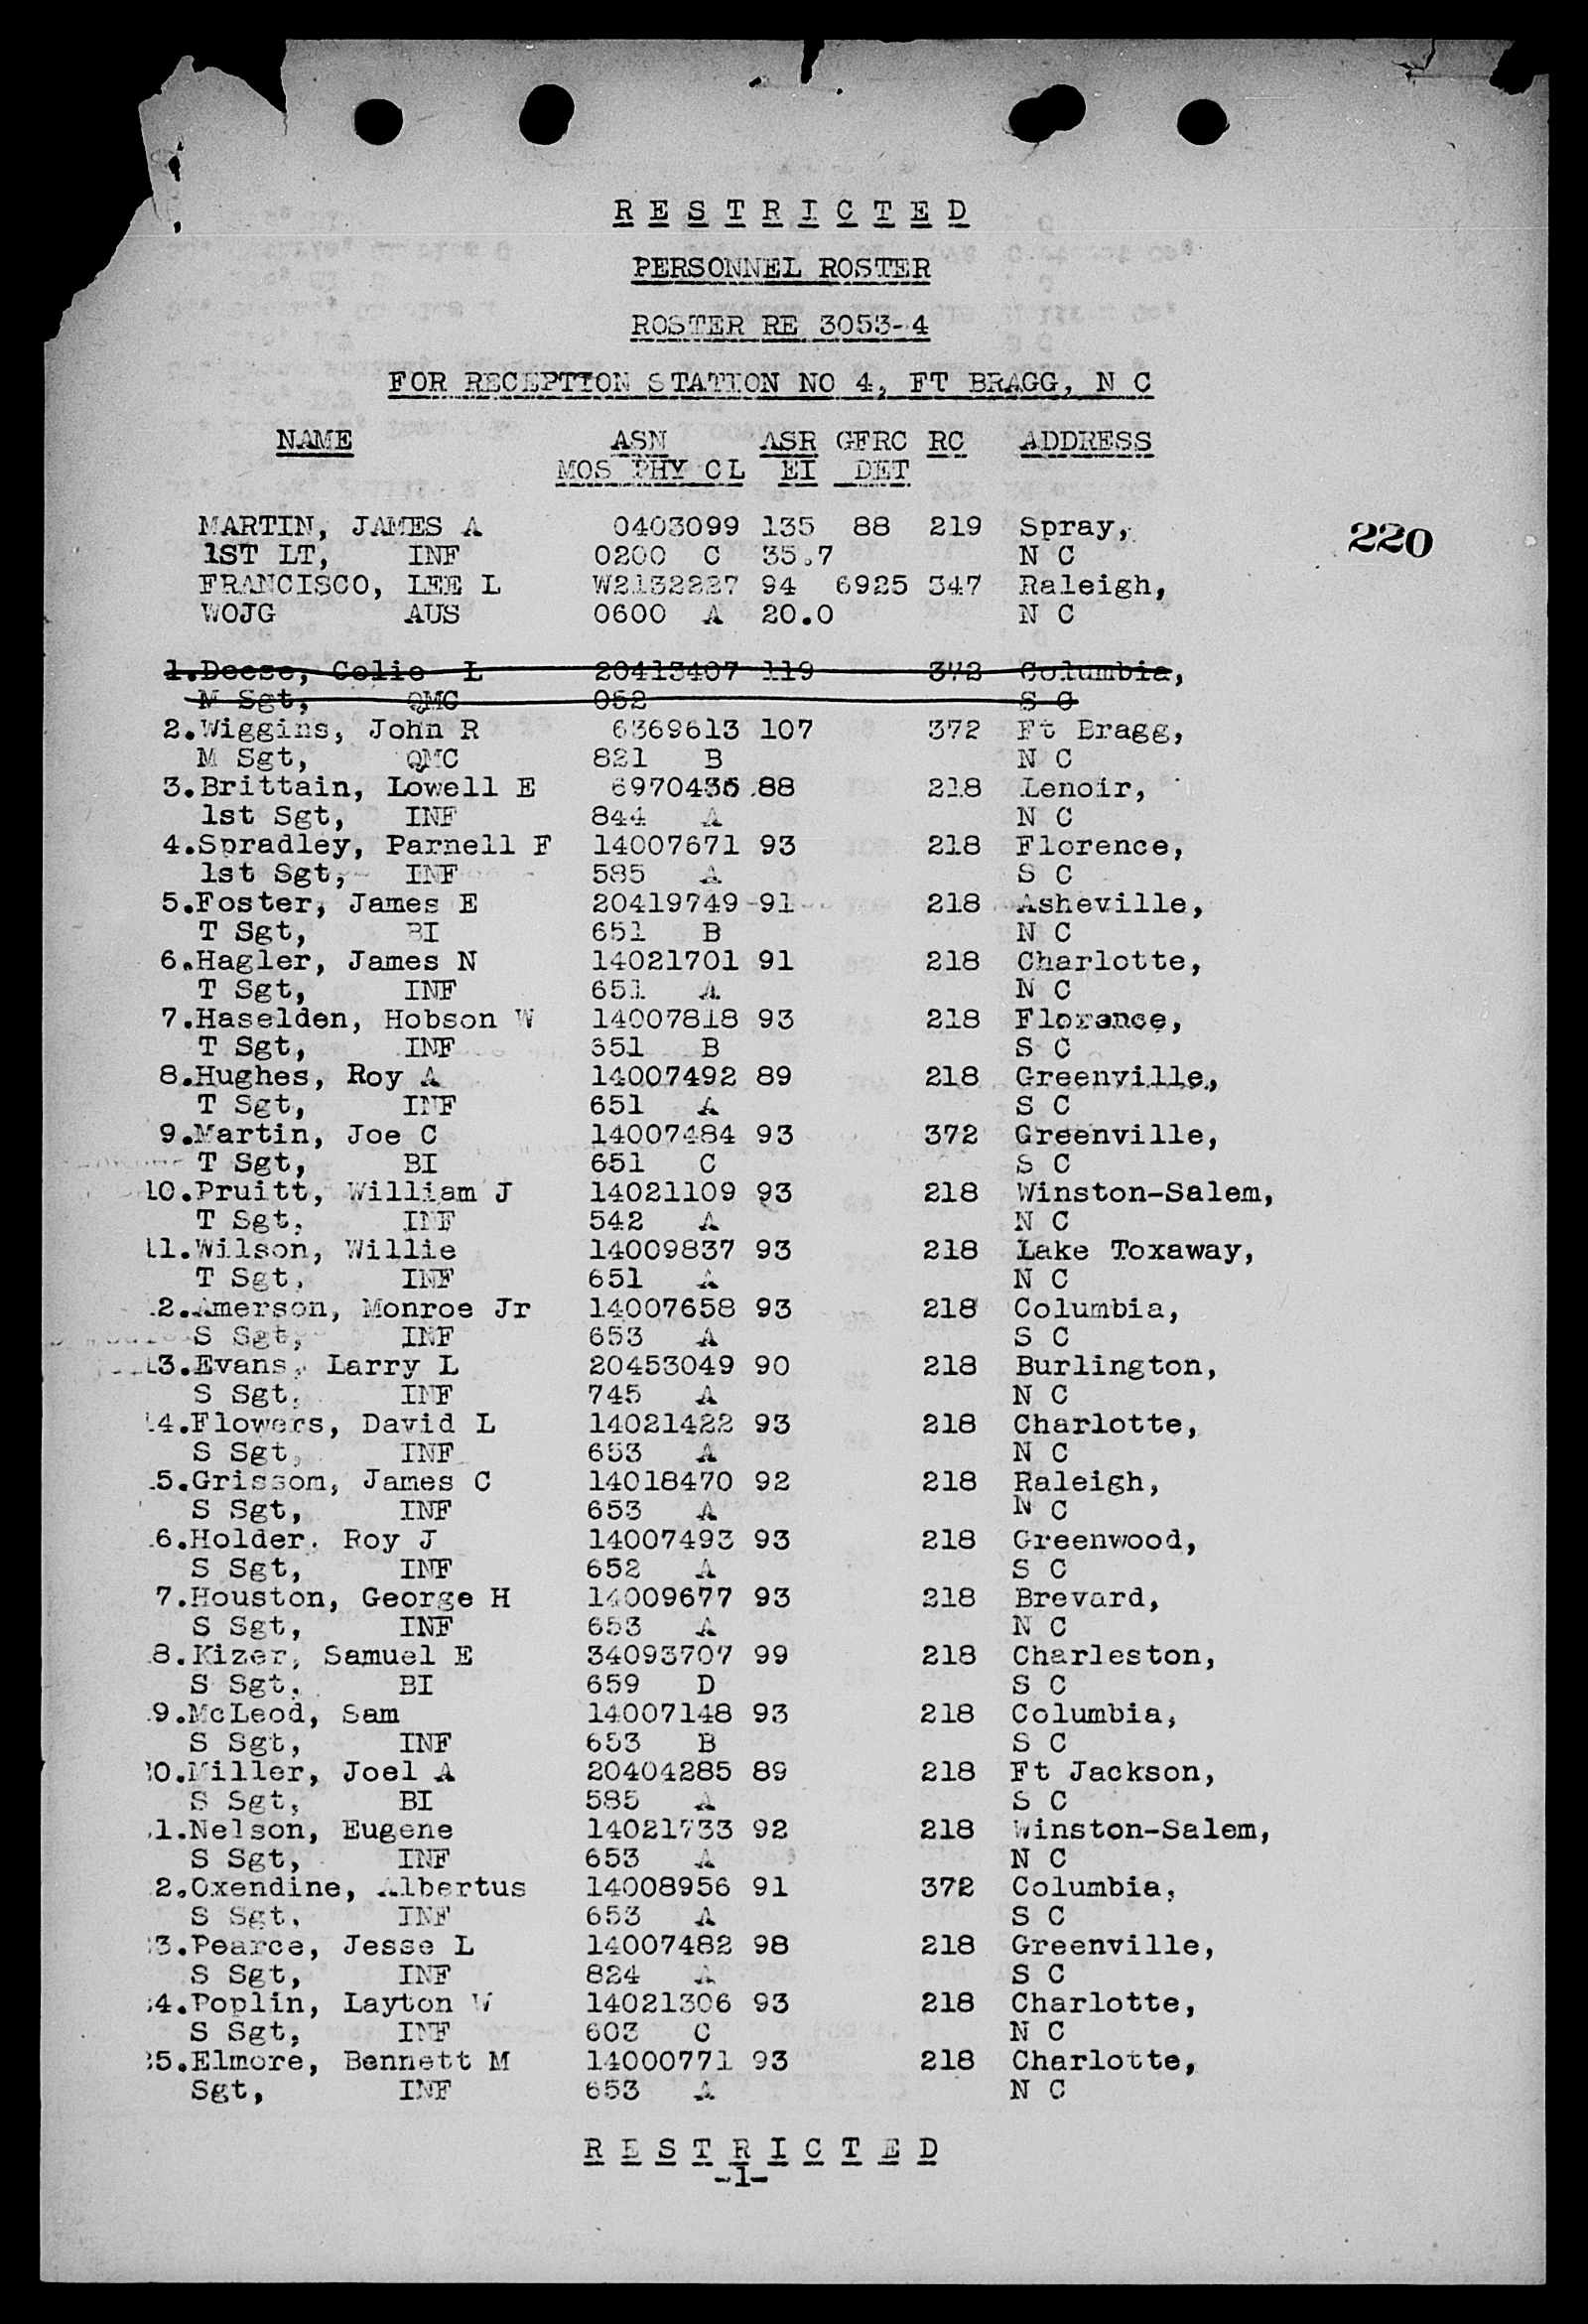 R E S T R I C T E D
PERSONNEL ROSTER
ROSTER RE 3053-4
FOR RECEPTION STATION NO 4, FT BRAGG, N C
NAME ASN ASR GFRC RC ADDRESS
MOS PHY CL EI DET
MARTIN, JAMES A 0403099 135 88 219 Spray,
220
1ST LT, INF 0200 C 35.7 N C
FRANCISCO, LEE L W2132227 94 6925 347 Raleigh,
WOJG AUS 0600 A 20.0 N C
1.Deese, Celie L 20413407 119 372 Columbia,
M Sgt, QMC 052 S C
2.Wiggins, John R 6369613 107 372 Ft Bragg,
M Sgt, QMC 821 B N C
3.Brittain, Lowell E 6970435 88 218 Lenoir,
1st Sgt, INF 844 A N C
4.Spradley, Parnell F 14007671 93 218 Florence,
1st Sgt, INF 585 A S C
5.Foster, James E 20419749 91 218 Asheville,
T Sgt, BI 651 B N C
6.Hagler, James N 14021701 91 218 Charlotte,
T Sgt, INF 651 A N C
7.Haselden, Hobson W 14007818 93 218 Florence,
T Sgt, INF 651 B S C
8.Hughes, Roy A 14007492 89 218 Greenville,
T Sgt, INF 651 A S C
9.Martin, Joe C 14007484 93 372 Greenville,
T Sgt, BI 651 C S C
10.Pruitt, William J 14021109 93 218 Winston-Salem,
T Sgt, INF 542 A N C
11.Wilson, Willie 14009837 93 218 Lake Toxaway,
T Sgt, INF 651 A N C
2.Amerson, Monroe Jr 14007658 93 218 Columbia,
S Sgt, INF 653 A S C
13.Evans, Larry L 20453049 90 218 Burlington,
S Sgt, INF 745 A N C
14.Flowers, David L 14021422 93 218 Charlotte,
S Sgt, INF 653 A N C
5.Grissom, James C 14018470 92 218 Raleigh,
S Sgt, INF 653 A N C
6.Holder, Roy J 14007493 93 218 Greenwood,
S Sgt, INF 652 A S C
7.Houston, George H 14009677 93 218 Brevard,
S Sgt, INF 653 A N C
8.Kizer, Samuel E 34093707 99 218 Charleston,
S Sgt, BI 659 D S C
9.McLeod, Sam 14007148 93 218 Columbia,
S Sgt, INF 653 B S C
0.Miller, Joel A 20404285 89 218 Ft Jackson,
S Sgt, BI 585 A S C
1.Nelson, Eugene 14021733 92 218 Winston-Salem,
S Sgt, INF 653 A N C
2.Oxendine, Albertus 14008956 91 372 Columbia,
S Sgt, INF 653 A S C
3.Pearce, Jesse L 14007482 98 218 Greenville,
S Sgt, INF 824 A S C
4.Poplin, Layton W 14021306 93 218 Charlotte,
S Sgt, INF 603 C N C
5.Elmore, Bennett M 14000771 93 218 Charlotte,
Sgt, INF 653 A N C
R E S T R I C T E D
-1-